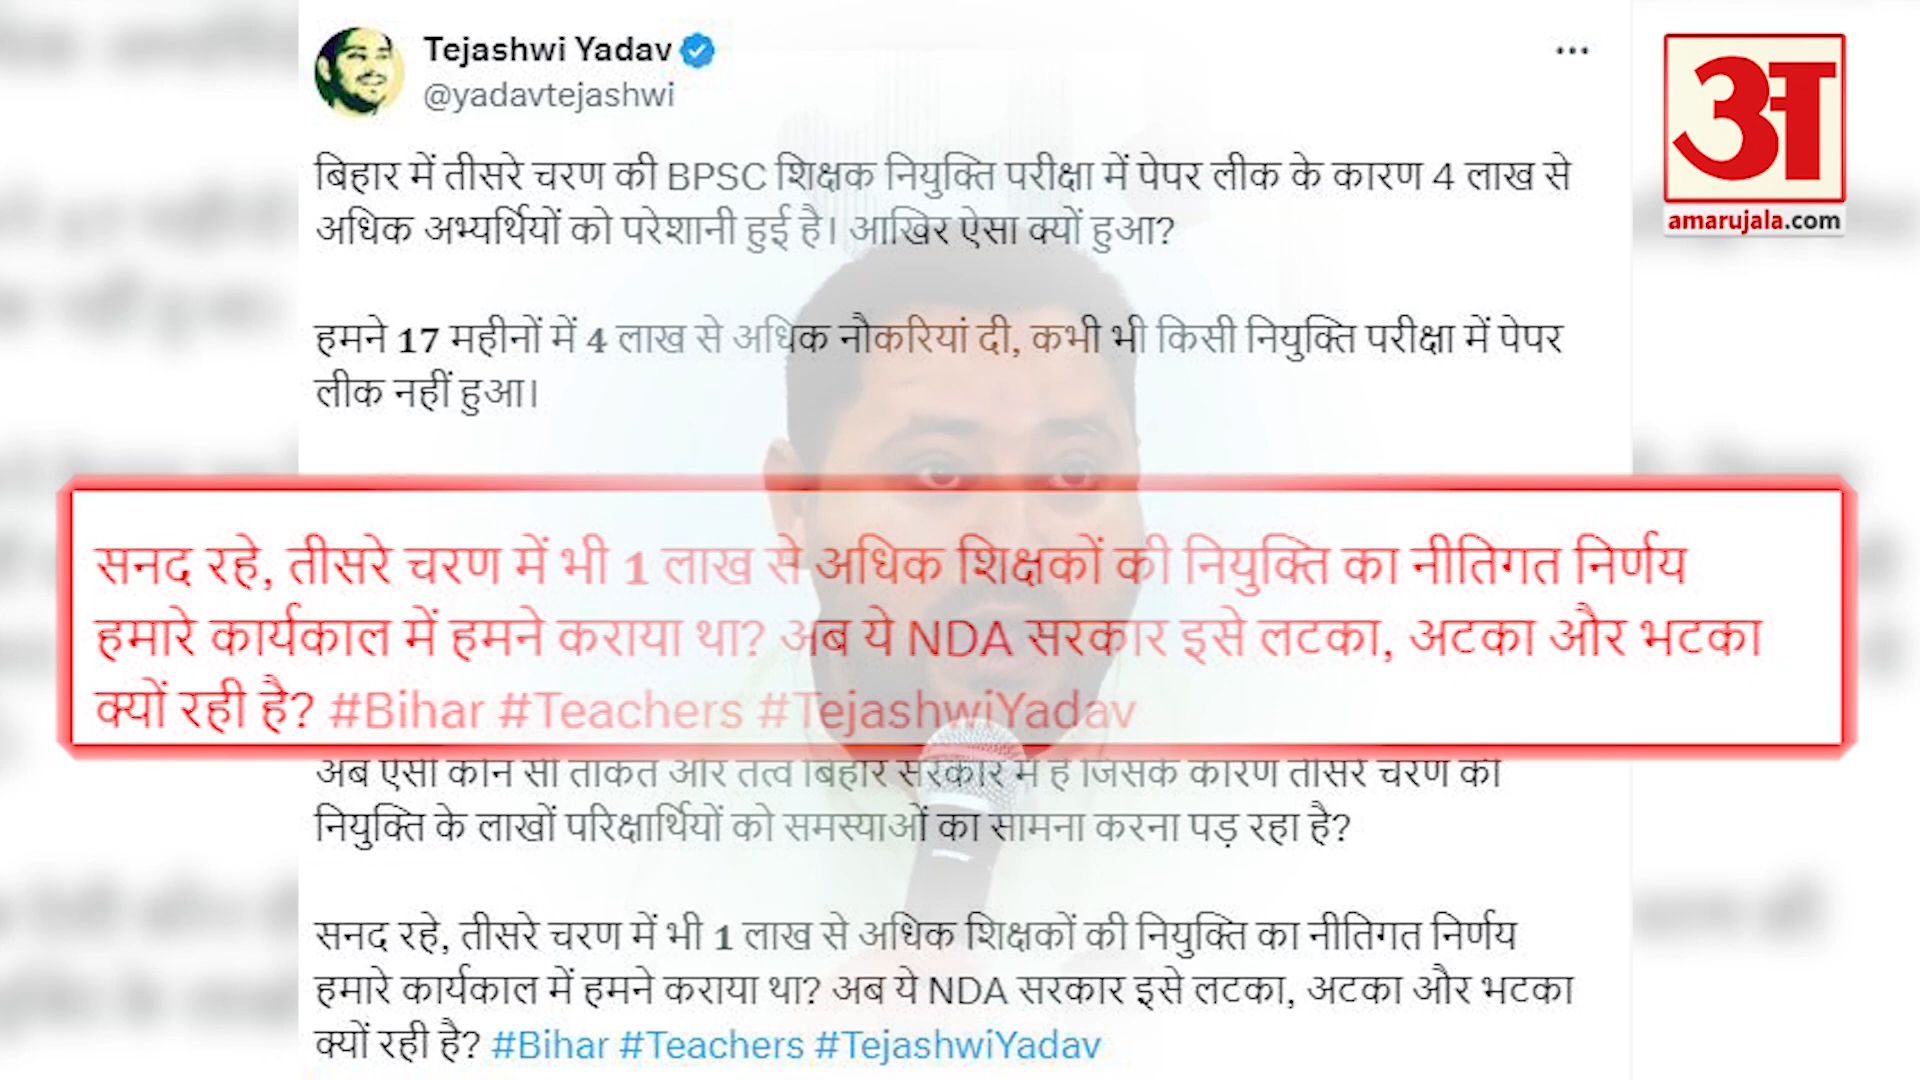 Tejashwi Yadav
@yadavtejashwi
अ
amarujala.com
बिहार में तीसरे चरण की BPSC शिक्षक नियुक्ति परीक्षा में पेपर लीक के कारण 4 लाख से
अधिक अभ्यर्थियों को परेशानी हुई है। आखिर ऐसा क्यों हुआ?
हमने 17 महीनों में 4 लाख से अधिक नौकरियां दी, कभी भी किसी नियुक्ति परीक्षा में पेपर
लीक नहीं हुआ।
सनद रहे, तीसरे चरण में भी 1 लाख से अधिक शिक्षकों की नियुक्ति का नीतिगत निर्णय
हमारे कार्यकाल में हमने कराया था? अब ये NDA सरकार इसे लटका, अटका और भटका
क्यों रही है? #Bihar #Teachers #TejashwiYadav
अब ऐसी कौन सी ताकत और तत्व बिहार सरकार में है जिसके कारण तीसरे चरण की
नियुक्ति के लाखों परिक्षार्थियों को समस्याओं का सामना करना पड़ रहा है?
सनद रहे, तीसरे चरण में भी 1 लाख से अधिक शिक्षकों की नियुक्ति का नीतिगत निर्णय
हमारे कार्यकाल में हमने कराया था? अब ये NDA सरकार इसे लटका, अटका और भटका
क्यों रही है? #Bihar #Teachers #TejashwiYadav